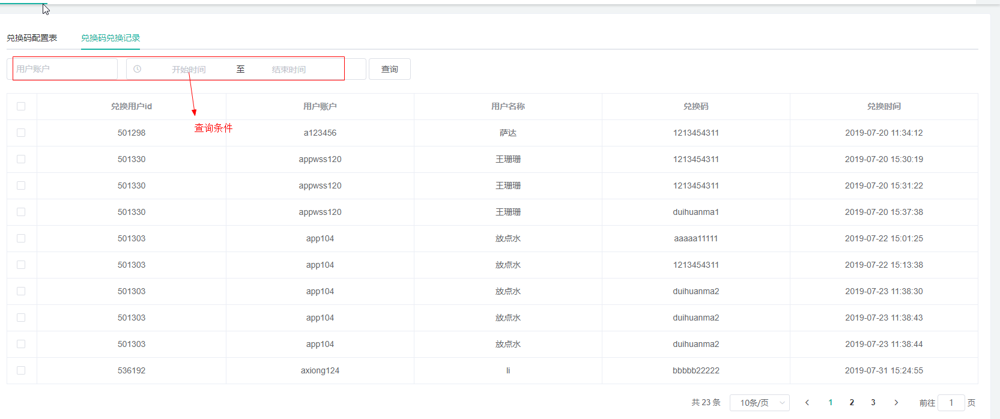 兑换码配置表 兑换码兑换记录
用户账户 开始时间 至 结束时间 查询
兑换用户id 用户账户 用户名称 兑换码 兑换时间
查询条件
501298 a123456 萨达 1213454311 2019-07-20 11:34:12
501330 appwss120 王珊珊 1213454311 2019-07-20 15:30:19
501330 appwss120 王珊珊 1213454311 2019-07-20 15:31:22
501330 appwss120 王珊珊 duihuanma1 2019-07-20 15:37:38
501303 app104 放点水 aaaaa11111 2019-07-22 15:01:25
501303 app104 放点水 1213454311 2019-07-22 15:13:38
501303 app104 放点水 duihuanma2 2019-07-23 11:38:30
501303 app104 放点水 duihuanma2 2019-07-23 11:38:43
501303 app104 放点水 duihuanma2 2019-07-23 11:38:44
536192 axiong124 li bbbbb22222 2019-07-31 15:24:55
共 23 条 10条/页 1 2 3 前往 1 页